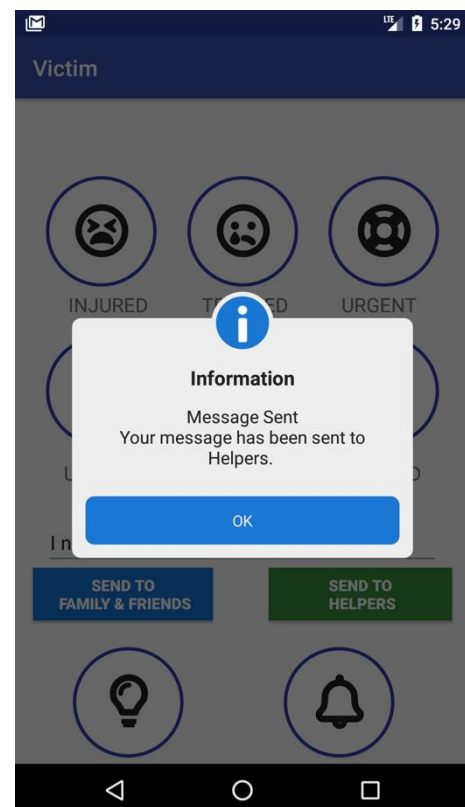 LTE 5:29
Victim
INJURED
URGENT
Information
Message Sent
Your message has been sent to
Helpers.
OK
I n
SEND TO
FAMILY & FRIENDS
SEND TO
HELPERS